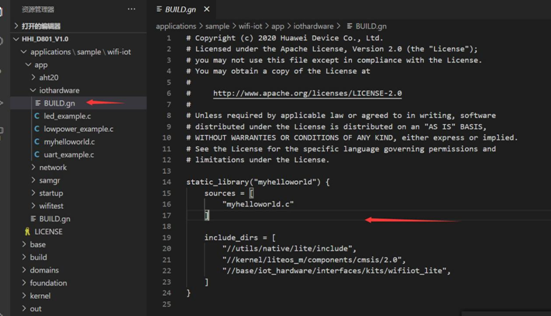 资源管理器
打开的编辑器
HHI_D801_V1.0
applications \ sample \ wifi-iot
app
aht20
iothardware
BUILD.gn
C led_example.c
C lowpower_example.c
C myhelloworld.c
C uart_example.c
network
samgr
startup
wifitest
BUILD.gn
LICENSE
base
build
domains
foundation
kernel
out
BUILD.gn
applications > sample > wifi-iot > app > iothardware > BUILD.gn
1 # Copyright (c) 2020 Huawei Device Co., Ltd.
2 # Licensed under the Apache License, Version 2.0 (the "License");
3 # you may not use this file except in compliance with the License.
4 # You may obtain a copy of the License at
5 #
6 # http://www.apache.org/licenses/LICENSE-2.0
7 #
8 # Unless required by applicable law or agreed to in writing, software
9 # distributed under the License is distributed on an "AS IS" BASIS,
10 # WITHOUT WARRANTIES OR CONDITIONS OF ANY KIND, either express or implied.
11 # See the License for the specific language governing permissions and
12 # limitations under the License.
13
14 static_library("myhelloworld") {
15 sources = [
16 "myhelloworld.c"
17 ]
18
19 include_dirs = [
20 "//utils/native/lite/include",
21 "//kernel/liteos_m/components/cmsis/2.0",
22 "//base/iot_hardware/interfaces/kits/wifiiot_lite",
23 ]
24 }
25